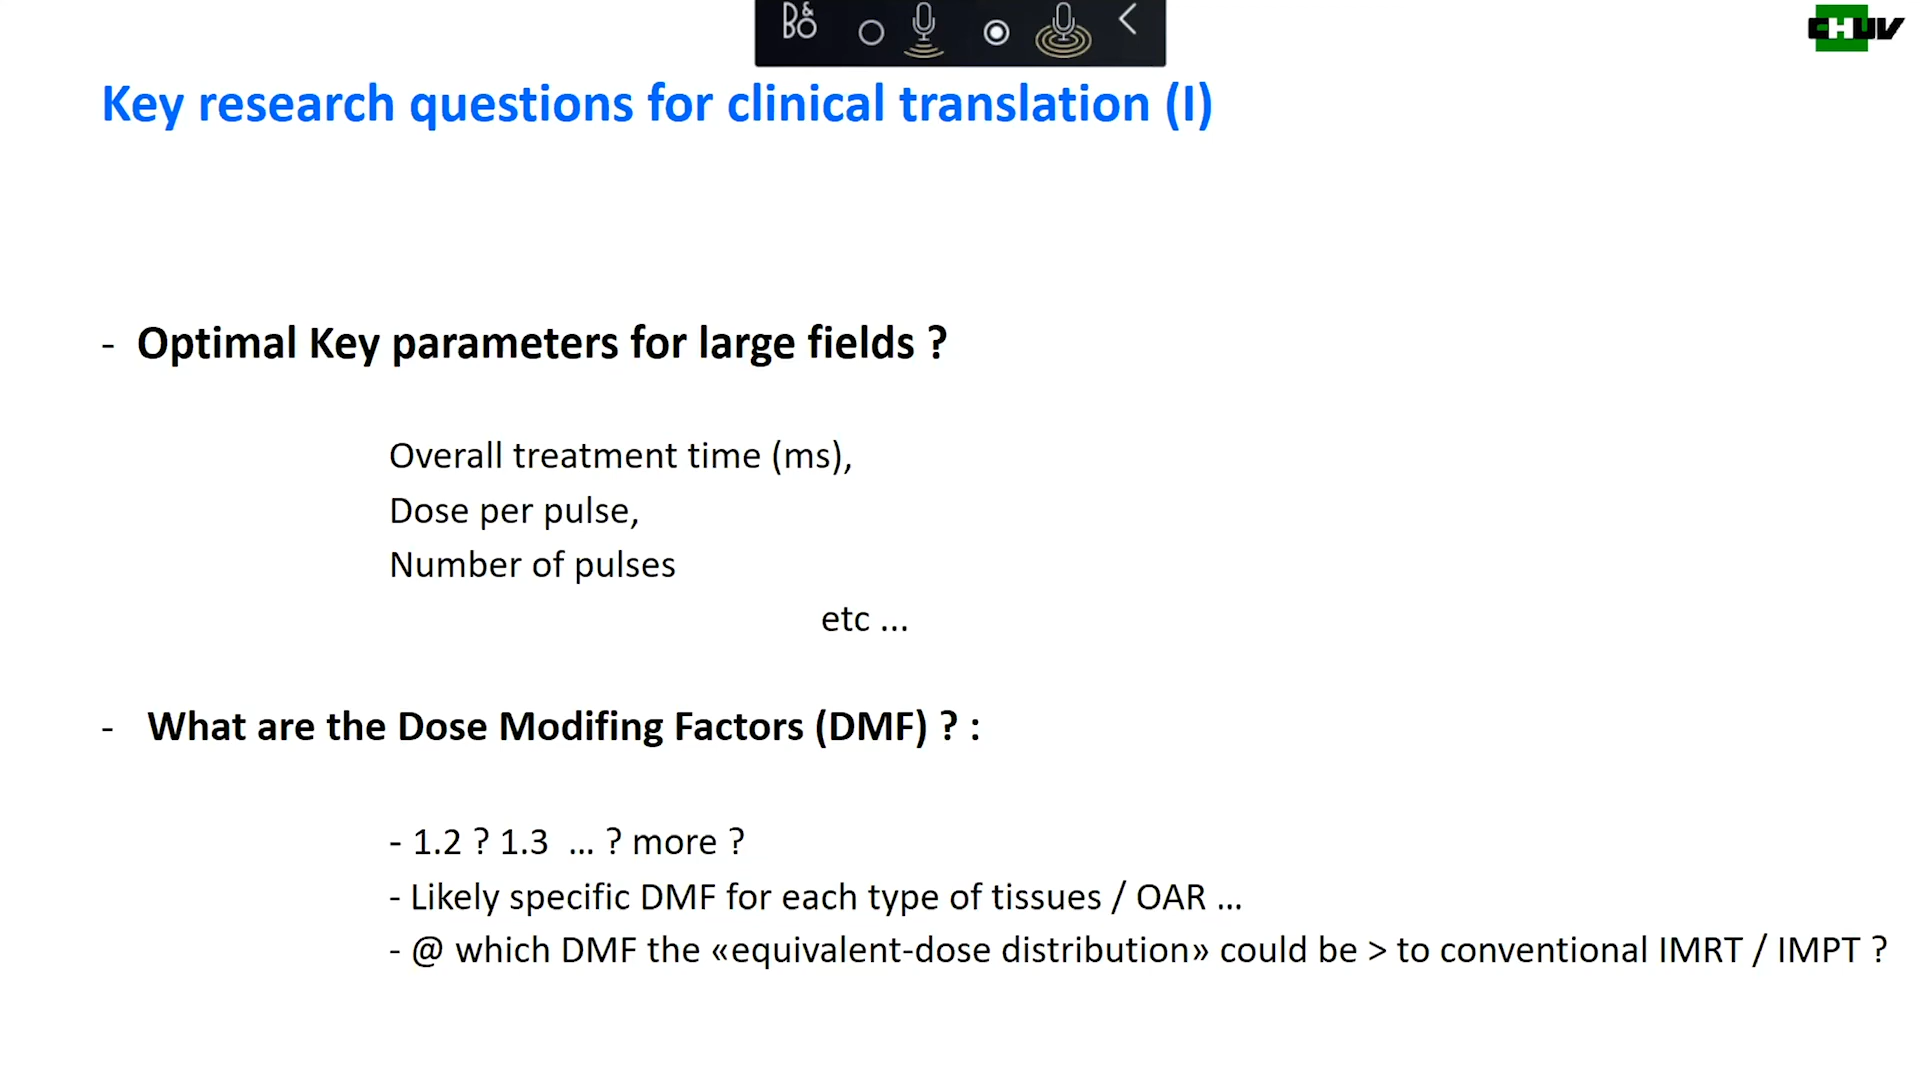 B&O
CHUV
Key research questions for clinical translation (I)
- Optimal Key parameters for large fields ?
Overall treatment time (ms),
Dose per pulse,
Number of pulses
etc ...
- What are the Dose Modifing Factors (DMF) ? :
- 1.2 ? 1.3 ... ? more ?
- Likely specific DMF for each type of tissues / OAR ...
- @ which DMF the «equivalent-dose distribution» could be > to conventional IMRT / IMPT ?